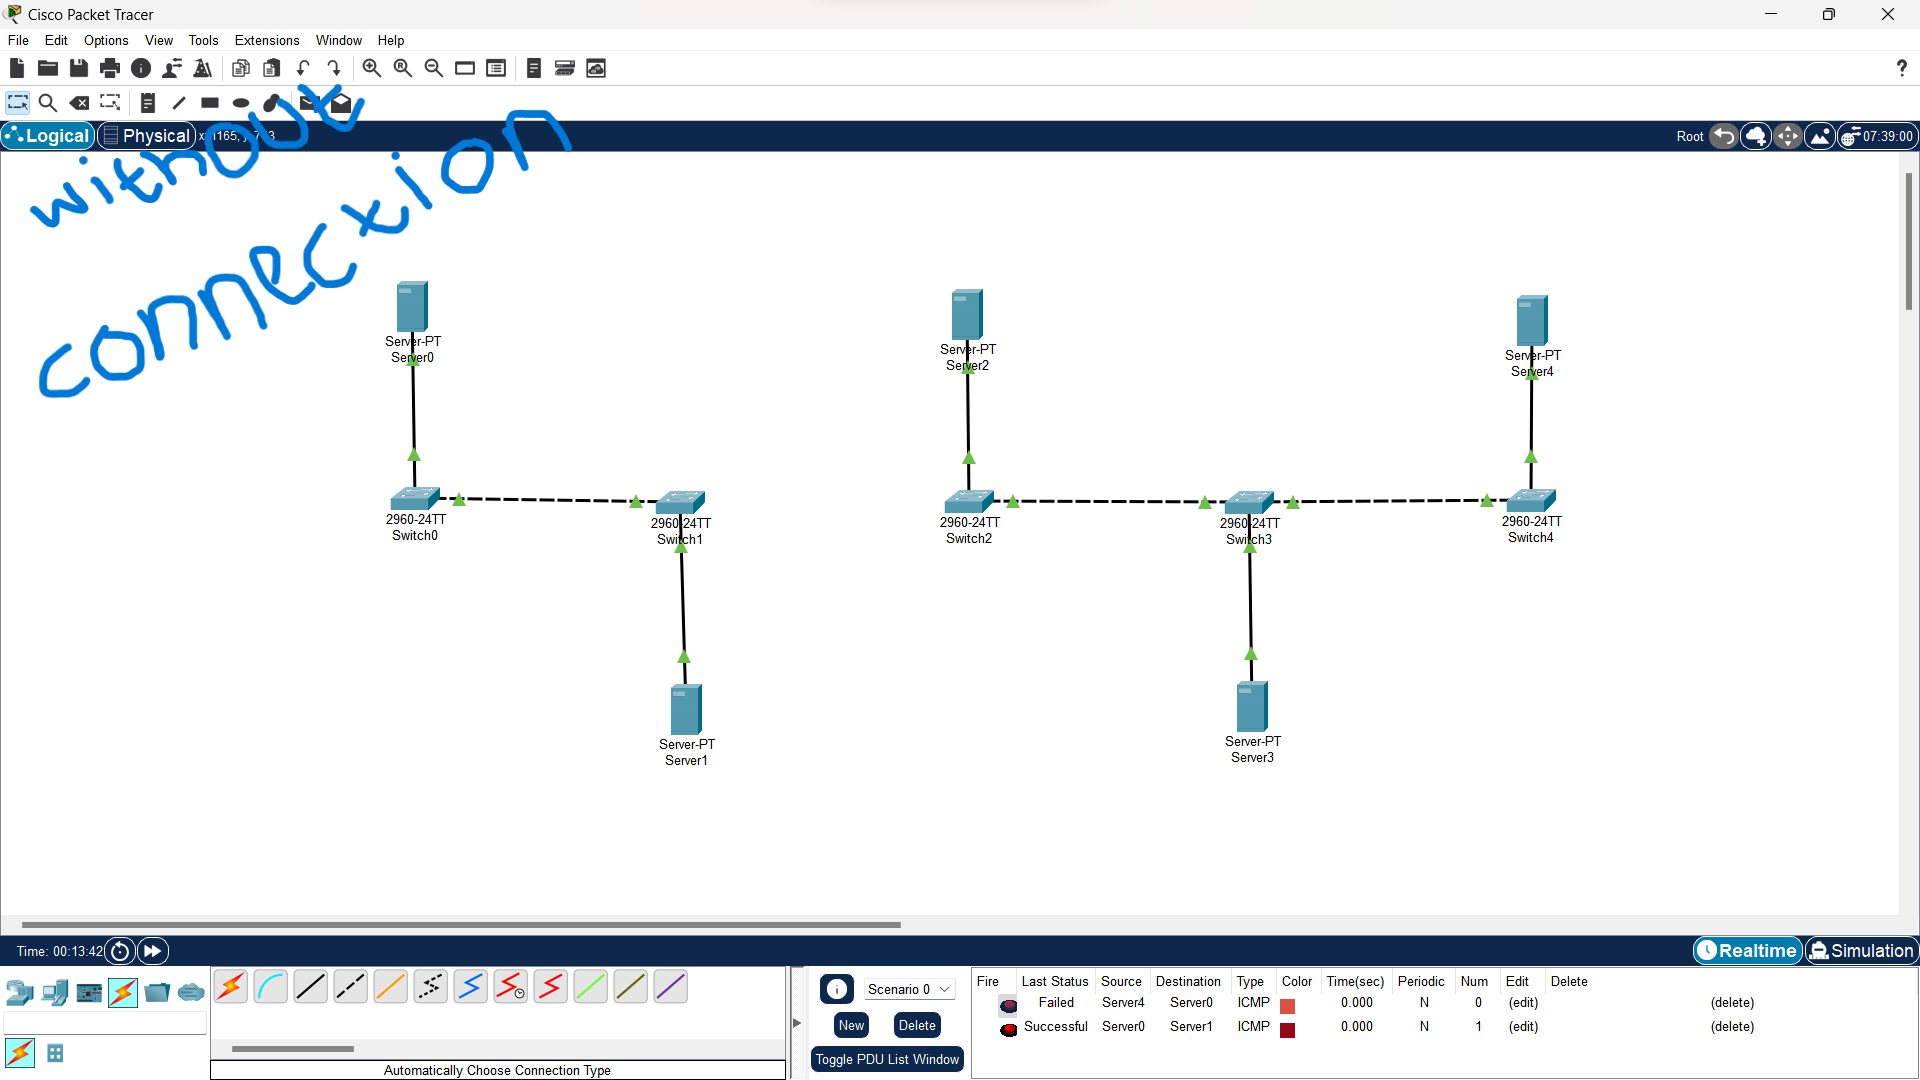 Cisco Packet Tracer
File Edit Options View Tools Extensions Window Help
without
connecxion
Logical Physical Root 07:39:00
Server-PT
Server0
Server-PT
Server2
Server-PT
Server4
2960-24TT
Switch0
2960-24TT
Switch1
2960-24TT
Switch2
2960-24TT
Switch3
2960-24TT
Switch4
Server-PT
Server1
Server-PT
Server3
Time: 00:13:42 Realtime Simulation
Scenario 0
New Delete
Toggle PDU List Window
Fire Last Status Source Destination Type Color Time(sec) Periodic Num Edit Delete
Failed Server4 Server0 ICMP 0.000 N 0 (edit) (delete)
Successful Server0 Server1 ICMP 0.000 N 1 (edit) (delete)
Automatically Choose Connection Type